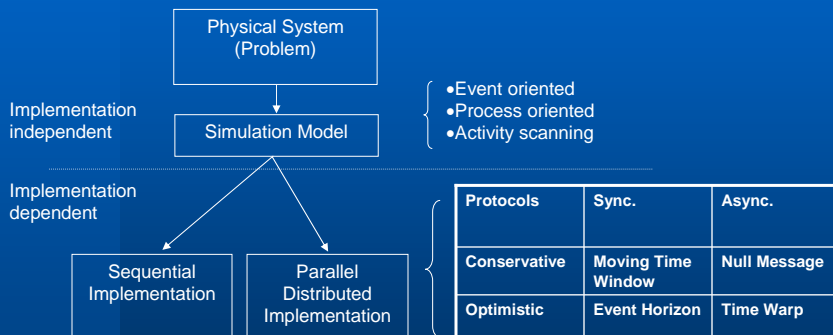 Physical System
(Problem)
Implementation
independent
Simulation Model
•Event oriented
•Process oriented
•Activity scanning
Implementation
dependent
Sequential
Implementation
Parallel
Distributed
Implementation
Protocols Sync. Async.
Conservative Moving Time Null Message
Window
Optimistic Event Horizon Time Warp